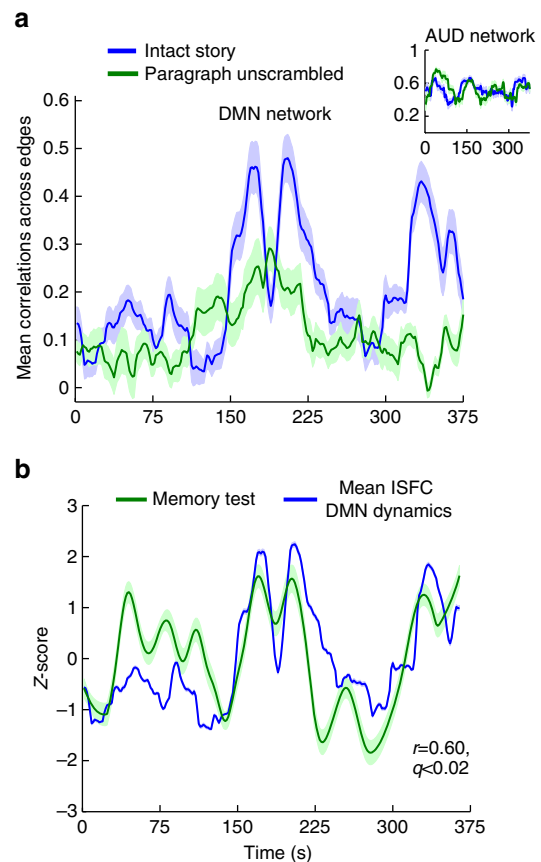 a
Intact story
Paragraph unscrambled
AUD network
1
0.6
0.2
0 150 300
DMN network
Mean correlations across edges
0.6
0.5
0.4
0.3
0.2
0.1
0
0 75 150 225 300 375
b
Memory test
Mean ISFC
DMN dynamics
Z-score
3
2
1
0
–1
–2
–3
r=0.60,
q<0.02
0 75 150 225 300 375
Time (s)